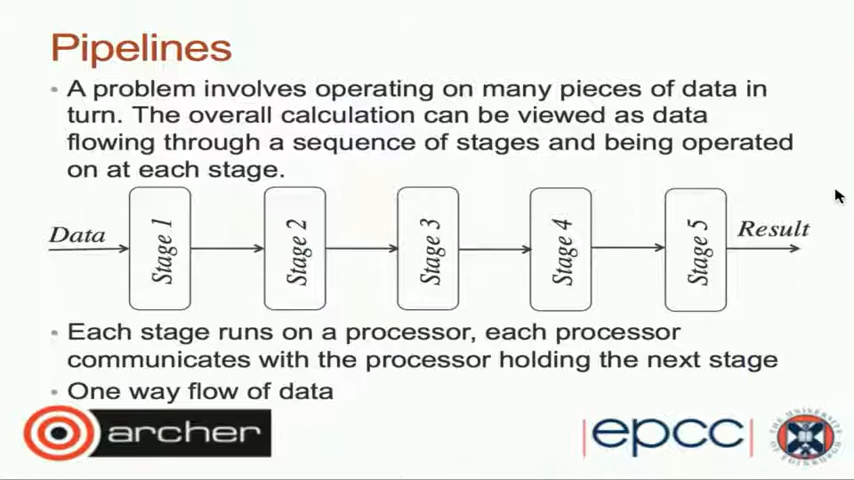 Pipelines
• A problem involves operating on many pieces of data in
turn. The overall calculation can be viewed as data
flowing through a sequence of stages and being operated
on at each stage.
Data
Stage 1
Stage 2
Stage 3
Stage 4
Stage 5
Result
• Each stage runs on a processor, each processor
communicates with the processor holding the next stage
• One way flow of data
archer
epcc
THE UNIVERSITY
OF EDINBURGH